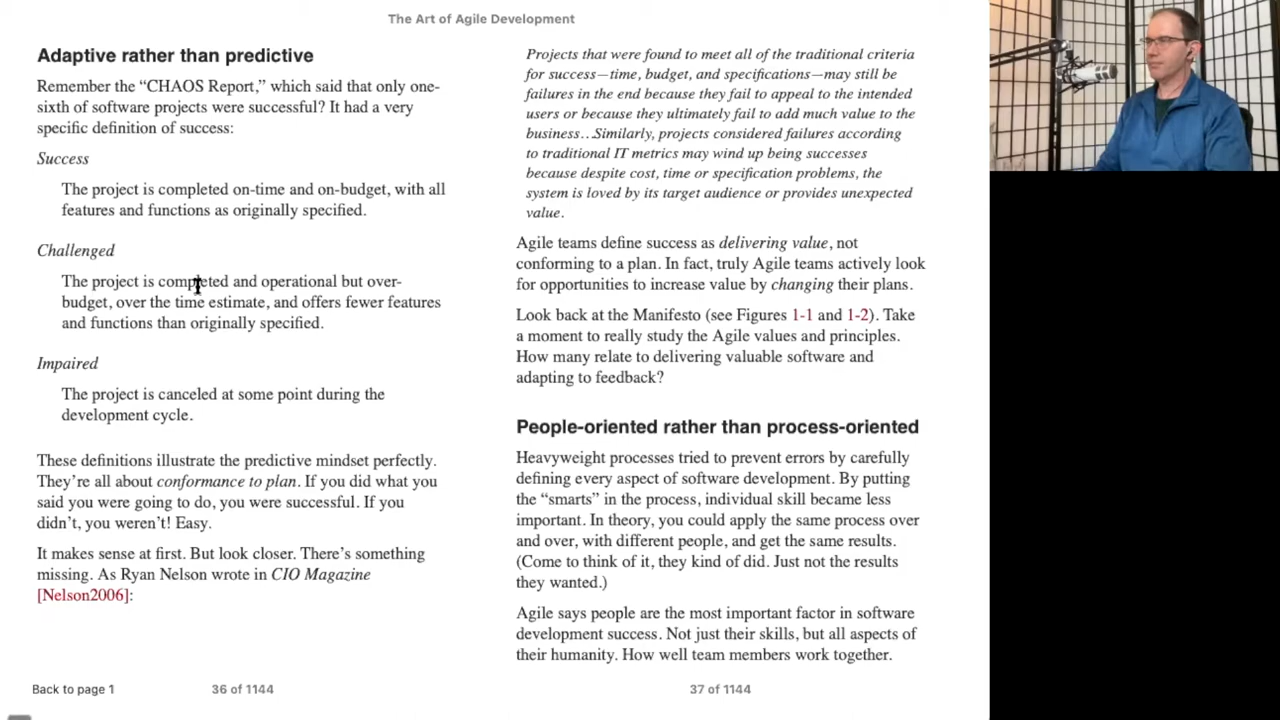 The Art of Agile Development
Adaptive rather than predictive
Remember the “CHAOS Report,” which said that only one-
sixth of software projects were successful? It had a very
specific definition of success:
Success
The project is completed on-time and on-budget, with all
features and functions as originally specified.
Challenged
The project is completed and operational but over-
budget, over the time estimate, and offers fewer features
and functions than originally specified.
Impaired
The project is canceled at some point during the
development cycle.
These definitions illustrate the predictive mindset perfectly.
They’re all about conformance to plan. If you did what you
said you were going to do, you were successful. If you
didn’t, you weren’t! Easy.
It makes sense at first. But look closer. There’s something
missing. As Ryan Nelson wrote in CIO Magazine
[Nelson2006]:
Projects that were found to meet all of the traditional criteria
for success—time, budget, and specifications—may still be
failures in the end because they fail to appeal to the intended
users or because they ultimately fail to add much value to the
business…Similarly, projects considered failures according
to traditional IT metrics may wind up being successes
because despite cost, time or specification problems, the
system is loved by its target audience or provides unexpected
value.
Agile teams define success as delivering value, not
conforming to a plan. In fact, truly Agile teams actively look
for opportunities to increase value by changing their plans.
Look back at the Manifesto (see Figures 1-1 and 1-2). Take
a moment to really study the Agile values and principles.
How many relate to delivering valuable software and
adapting to feedback?
People-oriented rather than process-oriented
Heavyweight processes tried to prevent errors by carefully
defining every aspect of software development. By putting
the “smarts” in the process, individual skill became less
important. In theory, you could apply the same process over
and over, with different people, and get the same results.
(Come to think of it, they kind of did. Just not the results
they wanted.)
Agile says people are the most important factor in software
development success. Not just their skills, but all aspects of
their humanity. How well team members work together.
Back to page 1
36 of 1144
37 of 1144